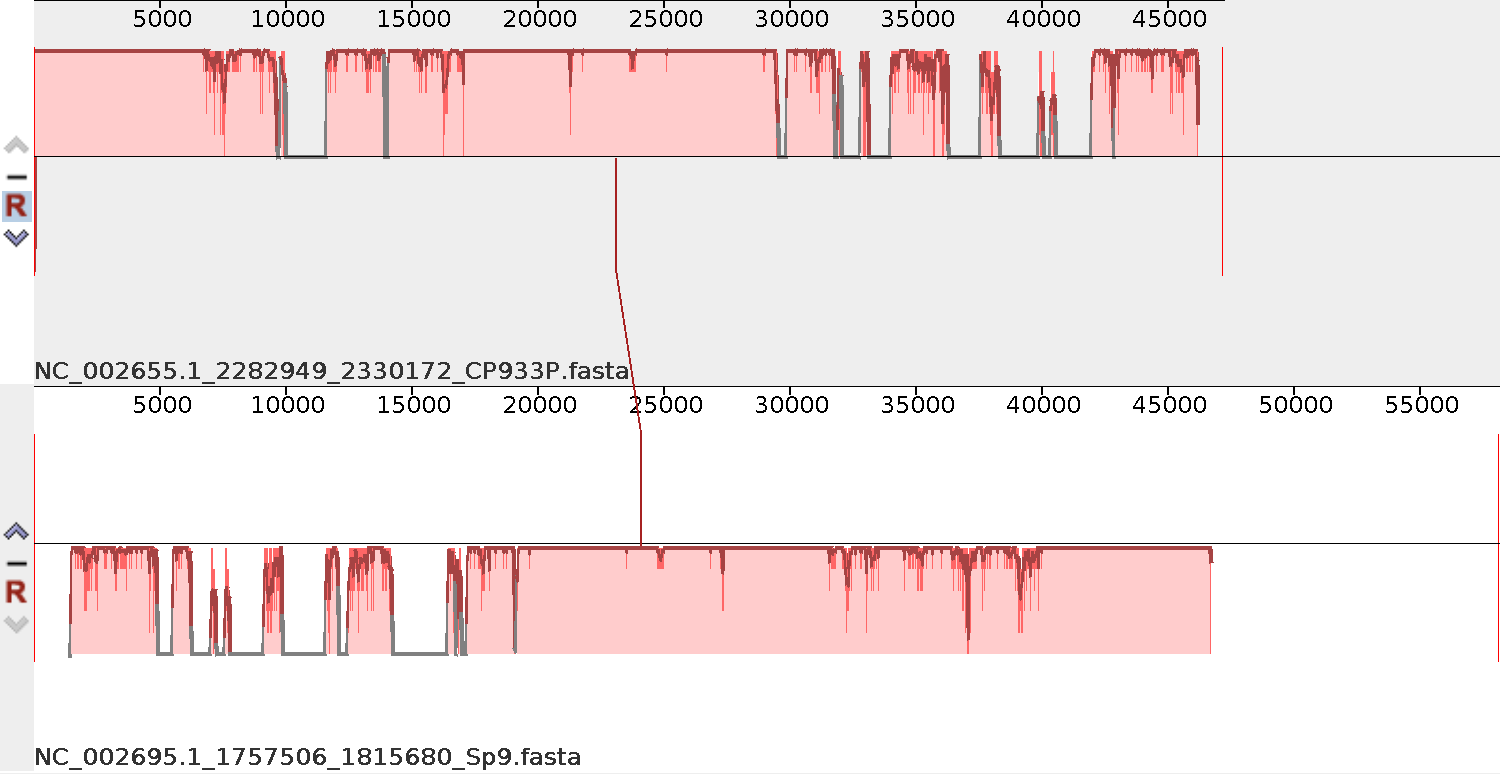 5000 10000 15000 20000 25000 30000 35000 40000 45000
R
NC_002655.1_2282949_2330172_CP933P.fasta
5000 10000 15000 20000 25000 30000 35000 40000 45000 50000 55000
R
NC_002695.1_1757506_1815680_Sp9.fasta